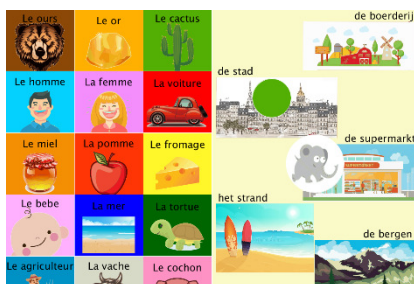 Le ours
Le or
Le cactus
Le homme
La femme
La voiture
Le miel
La pomme
Le fromage
Le bebe
La mer
La tortue
Le agriculteur
La vache
Le cochon
de boerderij
de stad
de supermarkt
het strand
de bergen